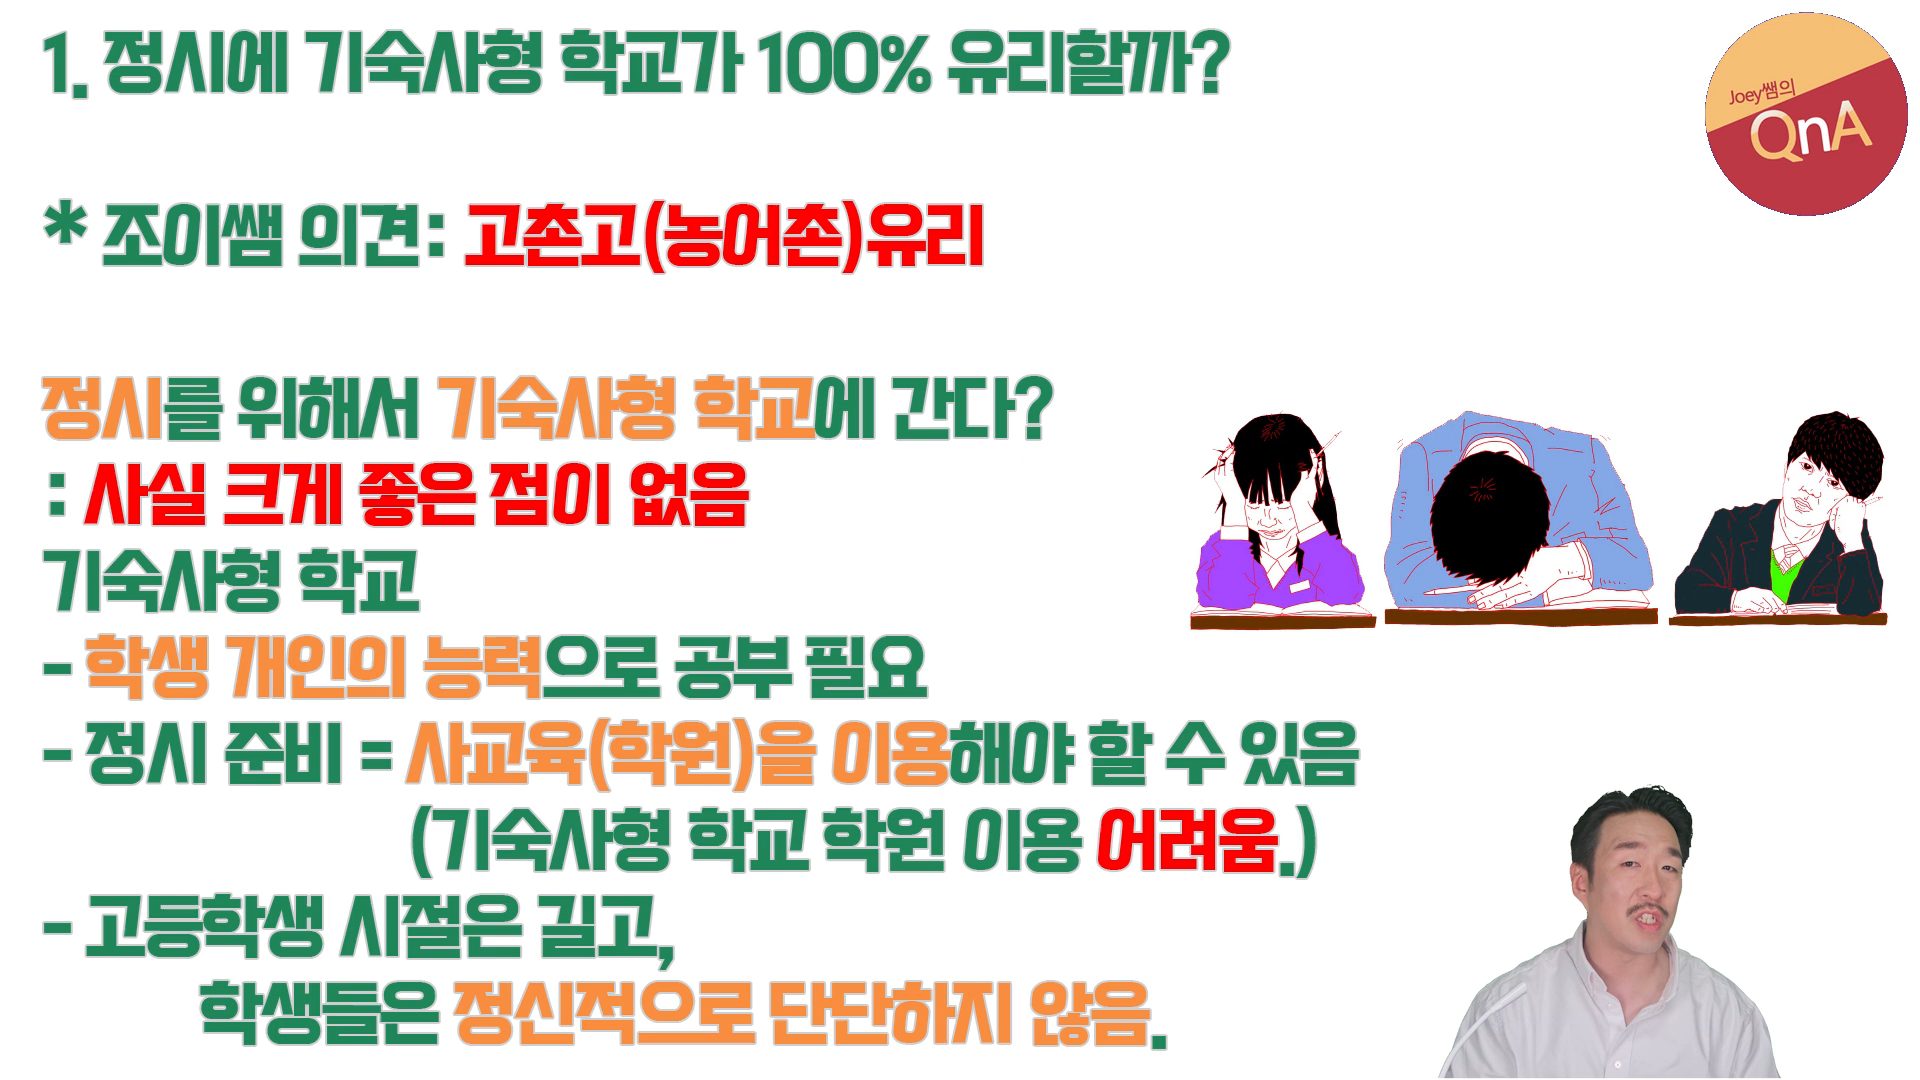 1. 정시에 기숙사형 학교가 100% 유리할까?
Joey쌤의
QnA
* 조이쌤 의견: 고촌고(농어촌)유리
정시를 위해서 기숙사형 학교에 간다?
: 사실 크게 좋은 점이 없음
기숙사형 학교
- 학생 개인의 능력으로 공부 필요
- 정시 준비 = 사교육(학원)을 이용해야 할 수 있음
(기숙사형 학교 학원 이용 어려움.)
- 고등학생 시절은 길고,
학생들은 정신적으로 단단하지 않음.